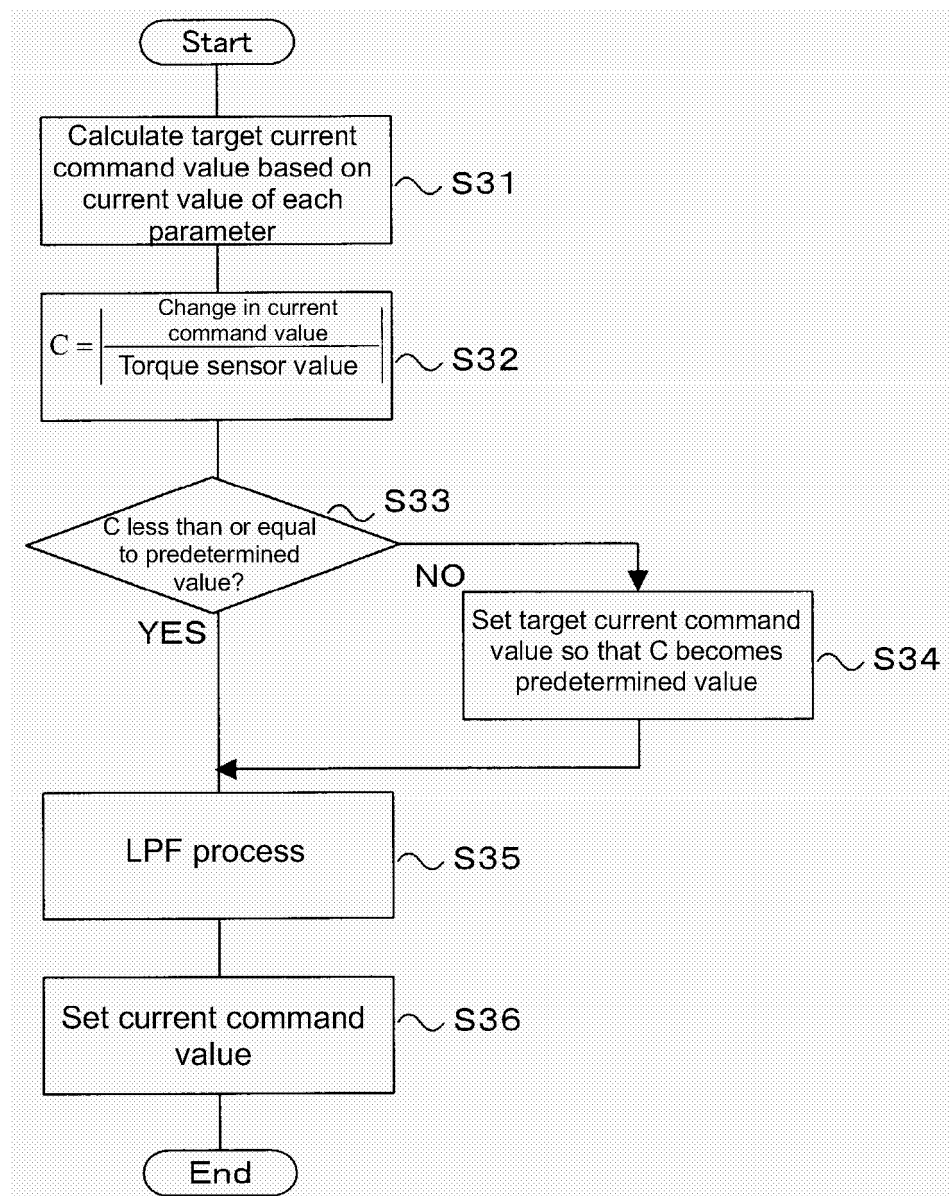 Start
Calculate target current
command value based on
current value of each
parameter
S31
C = | Change in current
command value
Torque sensor value |
S32
S33
C less than or equal
to predetermined
value?
NO
YES
Set target current command
value so that C becomes
predetermined value
S34
LPF process
S35
Set current command
value
S36
End